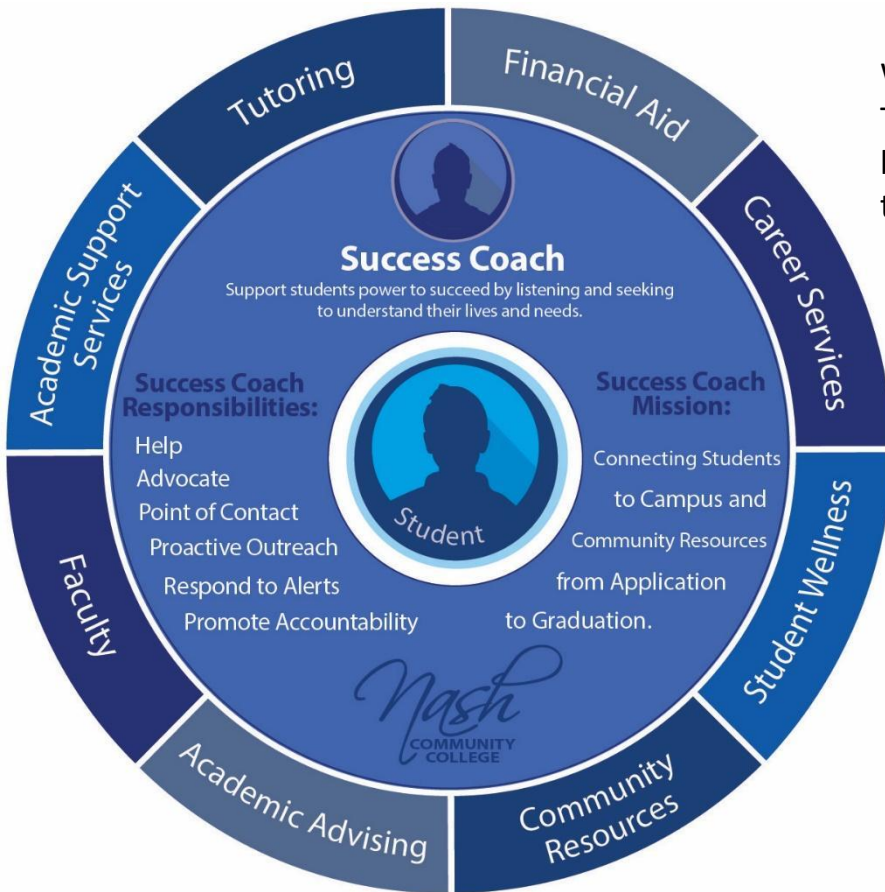 Tutoring
Financial Aid
Career Services
Student Wellness
Community
Resources
Academic Advising
Faculty
Academic Support
Services
Success Coach
Support students power to succeed by listening and seeking
to understand their lives and needs.
Success Coach
Responsibilities:
Help
Advocate
Point of Contact
Proactive Outreach
Respond to Alerts
Promote Accountability
Success Coach
Mission:
Connecting Students
to Campus and
Community Resources
from Application
to Graduation.
Student
Nash
COMMUNITY
COLLEGE